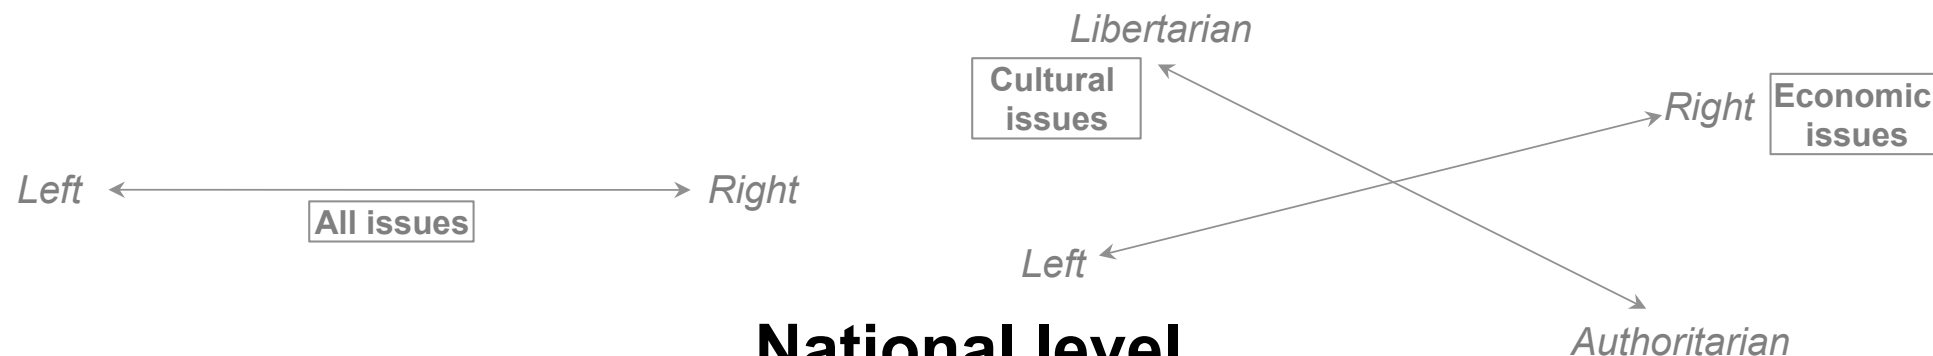 Libertarian
Cultural
issues
Right
Economic
issues
Left
Right
All issues
Left
National level
Authoritarian